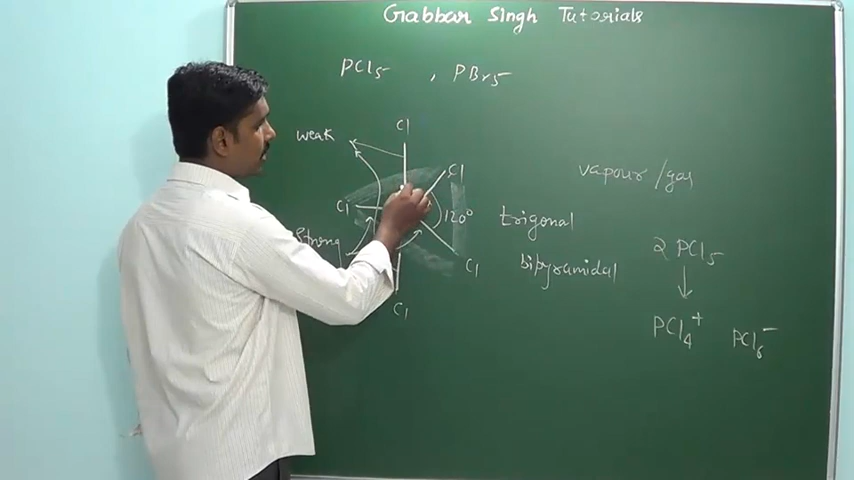 Gabbar Singh Tutorials
PCl5 , PBr5
Cl
weak
Cl
Cl
120°
trigonal
bipyramidal
Strong
Cl
Cl
vapour/gas
2 PCl5
↓
PCl4+ PCl6−